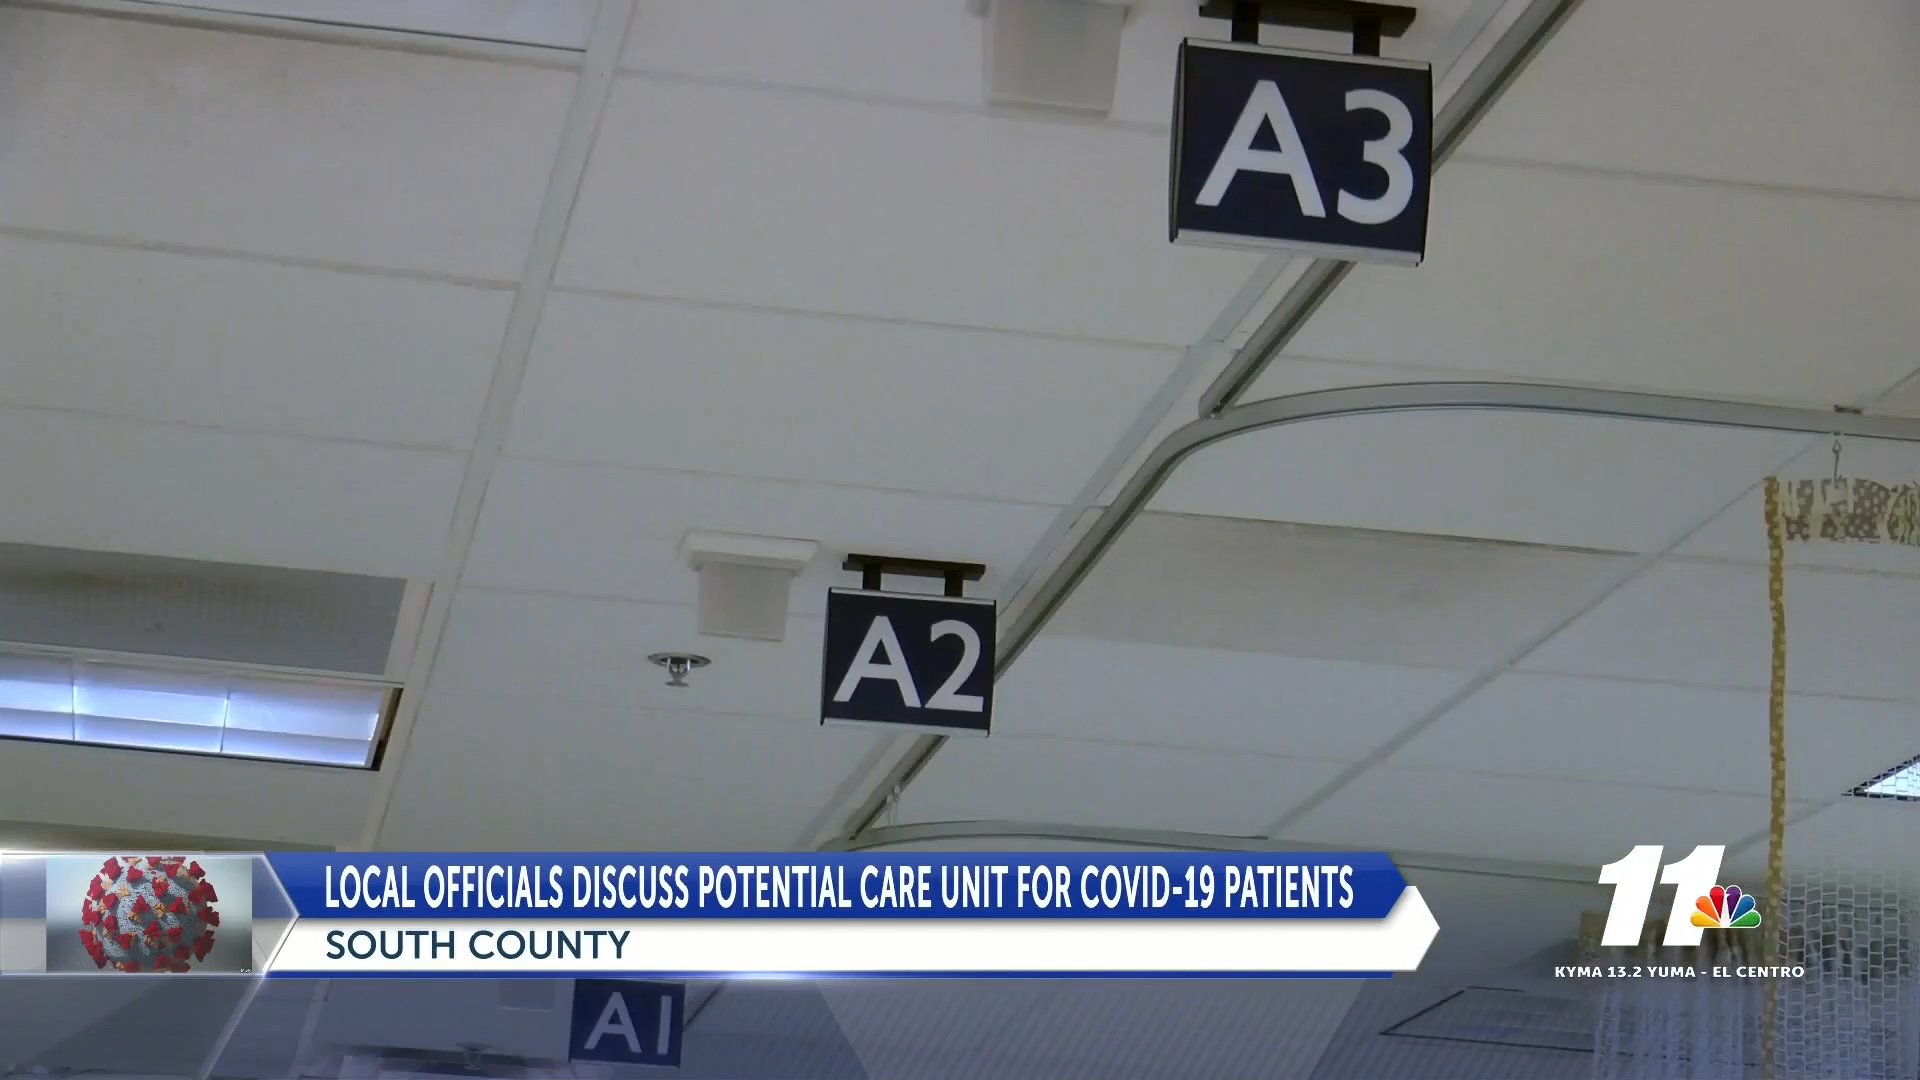 A3
A2
LOCAL OFFICIALS DISCUSS POTENTIAL CARE UNIT FOR COVID-19 PATIENTS
SOUTH COUNTY
11
KYMA 13.2 YUMA - EL CENTRO
A1